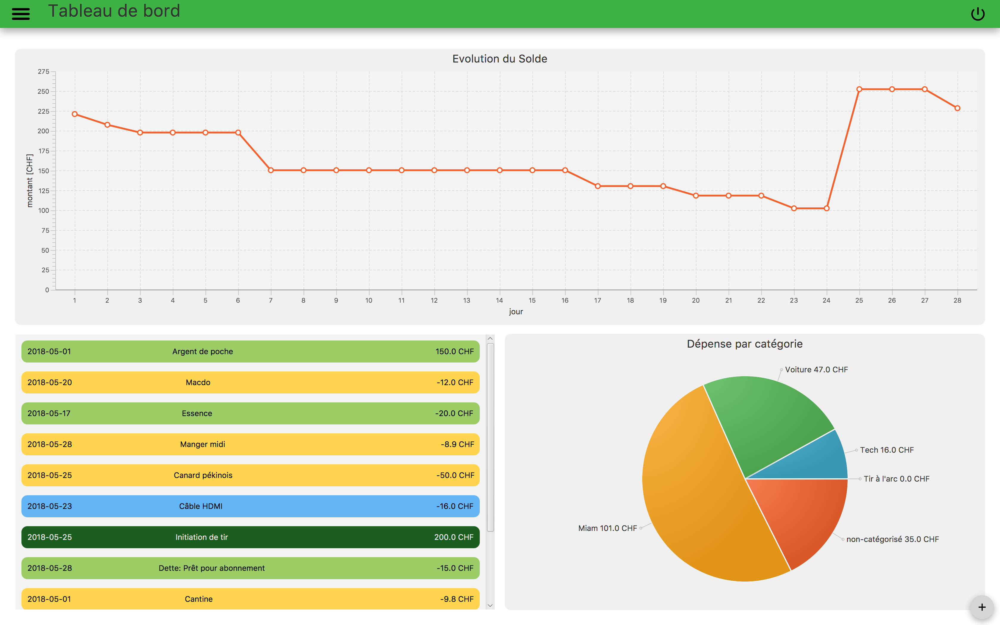 Tableau de bord
Evolution du Solde
275
250
225
200
175
150
125
100
75
50
25
0
montant [CHF]
1 2 3 4 5 6 7 8 9 10 11 12 13 14 15 16 17 18 19 20 21 22 23 24 25 26 27 28
jour
2018-05-01 Argent de poche 150.0 CHF
2018-05-20 Macdo -12.0 CHF
2018-05-17 Essence -20.0 CHF
2018-05-28 Manger midi -8.9 CHF
2018-05-25 Canard pékinois -50.0 CHF
2018-05-23 Câble HDMI -16.0 CHF
2018-05-25 Initiation de tir 200.0 CHF
2018-05-28 Dette: Prêt pour abonnement -15.0 CHF
2018-05-01 Cantine -9.8 CHF
Dépense par catégorie
Voiture 47.0 CHF
Tech 16.0 CHF
Tir à l'arc 0.0 CHF
Miam 101.0 CHF
non-catégorisé 35.0 CHF
+